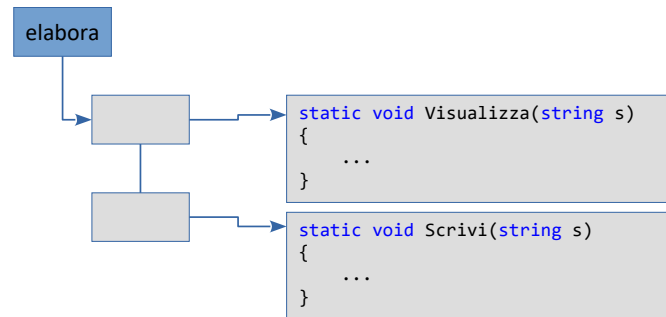 elabora
static void Visualizza(string s)
{
...
}
static void Scrivi(string s)
{
...
}